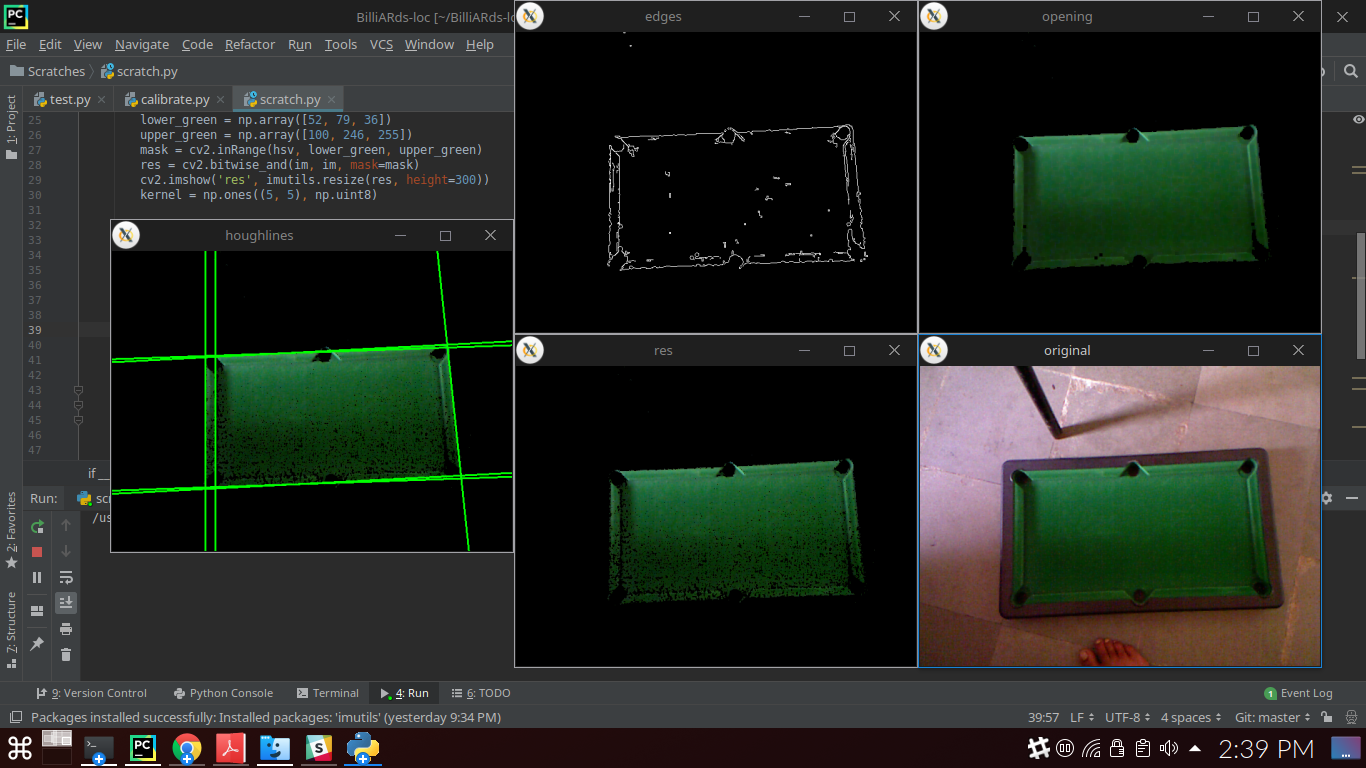 PC
BilliARds-loc [~/BilliARds-lo
File Edit View Navigate Code Refactor Run Tools VCS Window Help
Scratches
scratch.py
test.py
calibrate.py
scratch.py
1: Project
25 lower_green = np.array([52, 79, 36])
26 upper_green = np.array([100, 246, 255])
27 mask = cv2.inRange(hsv, lower_green, upper_green)
28 res = cv2.bitwise_and(im, im, mask=mask)
29 cv2.imshow('res', imutils.resize(res, height=300))
30 kernel = np.ones((5, 5), np.uint8)
31
32
33
34
35
36
37
38
39
40
41
42
43
44
45
46
47
houghlines
edges
opening
res
original
if __
Run:
scr
/us
2: Favorites
7: Structure
9: Version Control
Python Console
Terminal
4: Run
6: TODO
1 Event Log
Packages installed successfully: Installed packages: 'imutils' (yesterday 9:34 PM)
39:57 LF UTF-8 4 spaces Git: master
PC
S
2:39 PM
...